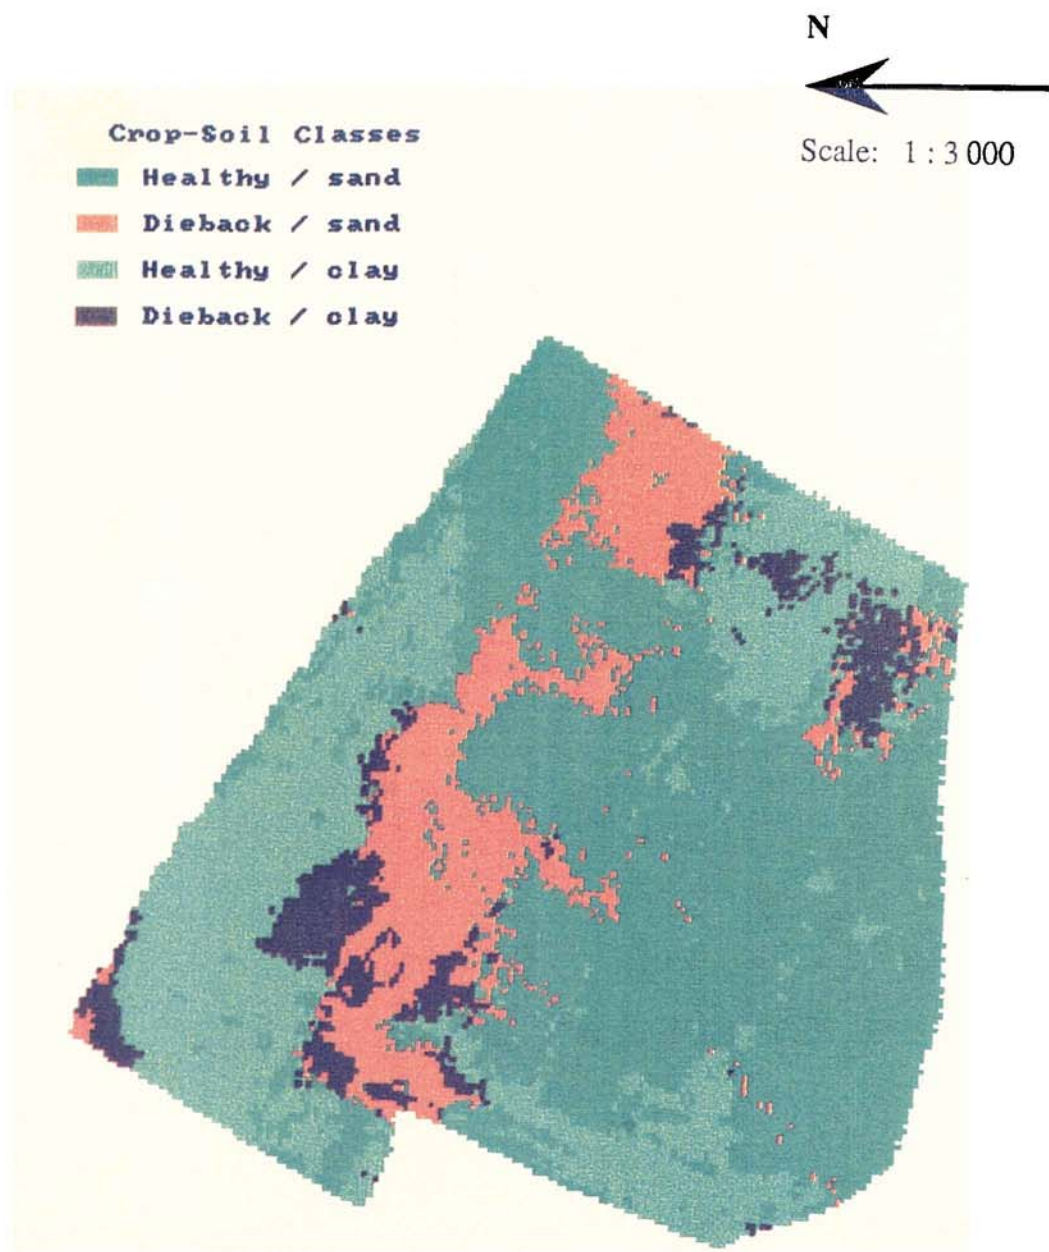 N
Scale: 1 : 3 000
Crop-Soil Classes
Healthy / sand
Dieback / sand
Healthy / clay
Dieback / clay